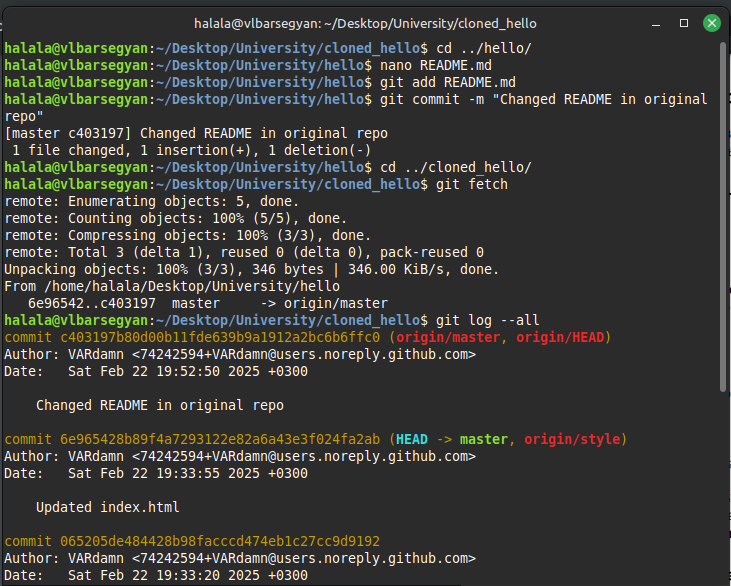 halala@vlbarsegyan: ~/Desktop/University/cloned_hello
halala@vlbarsegyan:~/Desktop/University/cloned_hello$ cd ../hello/
halala@vlbarsegyan:~/Desktop/University/hello$ nano README.md
halala@vlbarsegyan:~/Desktop/University/hello$ git add README.md
halala@vlbarsegyan:~/Desktop/University/hello$ git commit -m "Changed README in original
repo"
[master c403197] Changed README in original repo
 1 file changed, 1 insertion(+), 1 deletion(-)
halala@vlbarsegyan:~/Desktop/University/hello$ cd ../cloned_hello/
halala@vlbarsegyan:~/Desktop/University/cloned_hello$ git fetch
remote: Enumerating objects: 5, done.
remote: Counting objects: 100% (5/5), done.
remote: Compressing objects: 100% (3/3), done.
remote: Total 3 (delta 1), reused 0 (delta 0), pack-reused 0
Unpacking objects: 100% (3/3), 346 bytes | 346.00 KiB/s, done.
From /home/halala/Desktop/University/hello
   6e96542..c403197  master     -> origin/master
halala@vlbarsegyan:~/Desktop/University/cloned_hello$ git log --all
commit c403197b80d00b11fde639b9a1912a2bc6b6ffc0 (origin/master, origin/HEAD)
Author: VARdamn <74242594+VARdamn@users.noreply.github.com>
Date:   Sat Feb 22 19:52:50 2025 +0300
    Changed README in original repo
commit 6e965428b89f4a7293122e82a6a43e3f024fa2ab (HEAD -> master, origin/style)
Author: VARdamn <74242594+VARdamn@users.noreply.github.com>
Date:   Sat Feb 22 19:33:55 2025 +0300
    Updated index.html
commit 065205de484428b98facccd474eb1c27cc9d9192
Author: VARdamn <74242594+VARdamn@users.noreply.github.com>
Date:   Sat Feb 22 19:33:20 2025 +0300